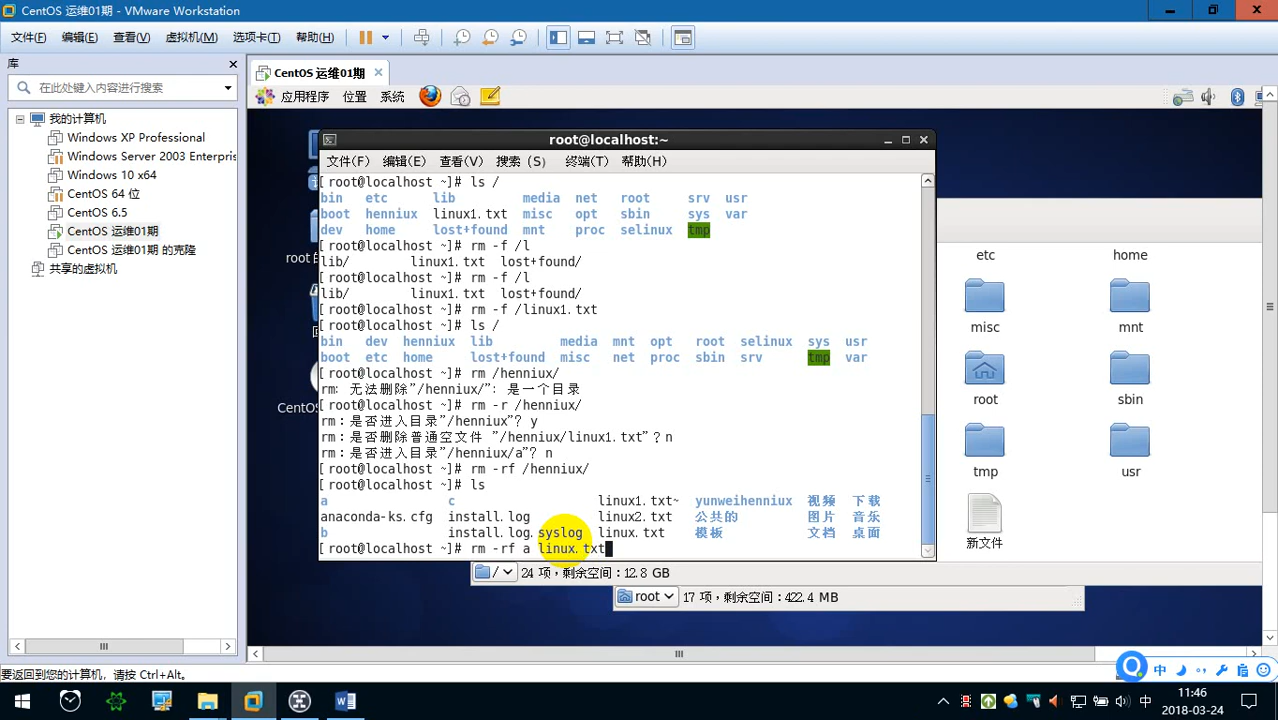 CentOS 运维01期 - VMware Workstation
文件(F) 编辑(E) 查看(V) 虚拟机(M) 选项卡(T) 帮助(H)
库
在此处键入内容进行搜索
我的计算机
Windows XP Professional
Windows Server 2003 Enterpris
Windows 10 x64
CentOS 64 位
CentOS 6.5
CentOS 运维01期
CentOS 运维01期 的克隆
共享的虚拟机
CentOS 运维01期
应用程序 位置 系统
root@localhost:~
文件(F) 编辑(E) 查看(V) 搜索 (S) 终端(T) 帮助(H)
[root@localhost ~]# ls /
bin etc lib media net root srv usr
boot henniux linux1.txt misc opt sbin sys var
dev home lost+found mnt proc selinux tmp
[root@localhost ~]# rm -f /l
lib/ linux1.txt lost+found/
[root@localhost ~]# rm -f /l
lib/ linux1.txt lost+found/
[root@localhost ~]# rm -f /linux1.txt
[root@localhost ~]# ls /
bin dev henniux lib media mnt opt root selinux sys usr
boot etc home lost+found misc net proc sbin srv tmp var
[root@localhost ~]# rm /henniux/
rm: 无法删除"/henniux/": 是一个目录
[root@localhost ~]# rm -r /henniux/
rm：是否进入目录"/henniux"? y
rm：是否删除普通空文件 "/henniux/linux1.txt"？n
rm：是否进入目录"/henniux/a"? n
[root@localhost ~]# rm -rf /henniux/
[root@localhost ~]# ls
a c linux1.txt~ yunweihenniux 视频 下载
anaconda-ks.cfg install.log linux2.txt 公共的 图片 音乐
b install.log.syslog linux.txt 模板 文档 桌面
[root@localhost ~]# rm -rf a linux.txt
root 的
CentO
etc
home
misc
mnt
root
sbin
tmp
usr
新文件
/ 24 项，剩余空间：12.8 GB
root 17 项，剩余空间：422.4 MB
要返回到您的计算机，请按 Ctrl+Alt。
中
中
11:46
2018-03-24